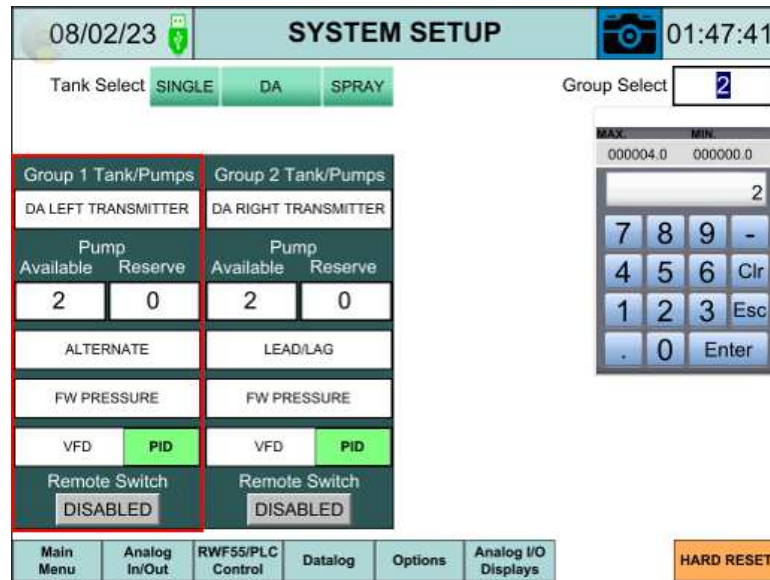 08/02/23 SYSTEM SETUP 01:47:41
Tank Select SINGLE DA SPRAY Group Select 2
MAX. MIN.
000004.0 000000.0
2
7 8 9 -
4 5 6 Clr
1 2 3 Esc
. 0 Enter
Group 1 Tank/Pumps Group 2 Tank/Pumps
DA LEFT TRANSMITTER DA RIGHT TRANSMITTER
Pump Pump
Available Reserve Available Reserve
2 0 2 0
ALTERNATE LEAD/LAG
FW PRESSURE FW PRESSURE
VFD PID VFD PID
Remote Switch Remote Switch
DISABLED DISABLED
Main Analog RWF55/PLC Datalog Options Analog I/O HARD RESET
Menu In/Out Control Displays